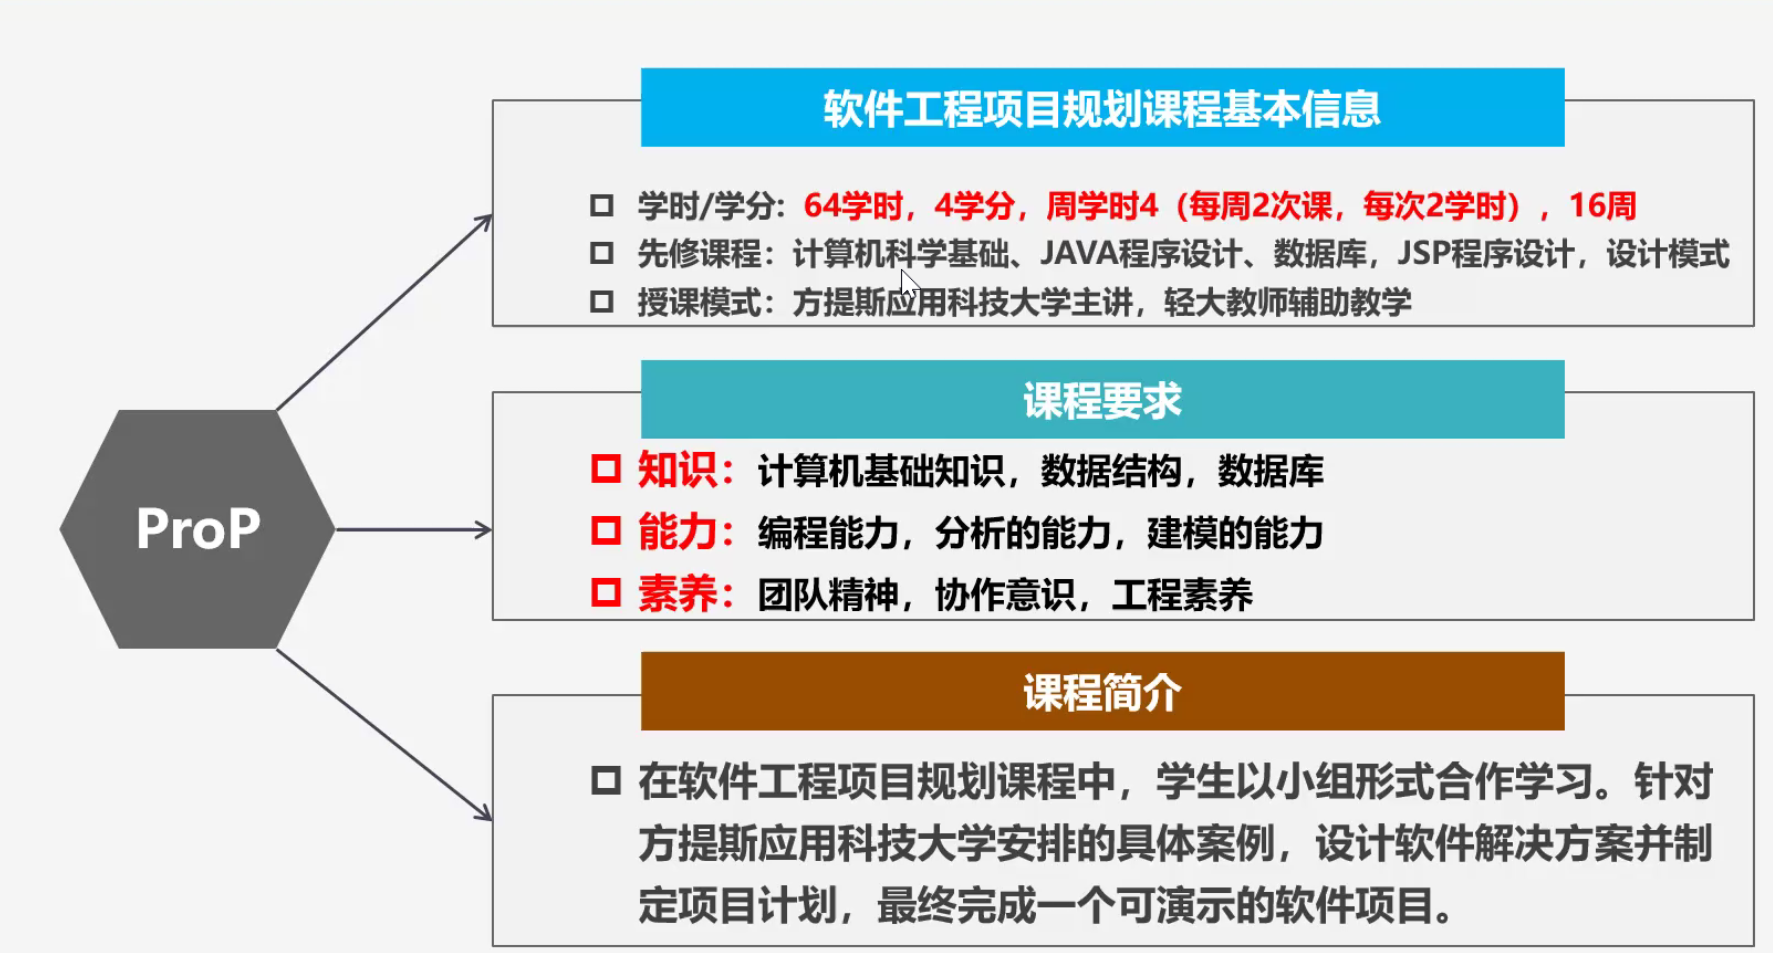 软件工程项目规划课程基本信息
学时/学分：64学时，4学分，周学时4（每周2次课，每次2学时），16周
先修课程：计算机科学基础、JAVA程序设计、数据库，JSP程序设计，设计模式
授课模式：方提斯应用科技大学主讲，轻大教师辅助教学
ProP
课程要求
知识：计算机基础知识，数据结构，数据库
能力：编程能力，分析的能力，建模的能力
素养：团队精神，协作意识，工程素养
课程简介
在软件工程项目规划课程中，学生以小组形式合作学习。针对
方提斯应用科技大学安排的具体案例，设计软件解决方案并制
定项目计划，最终完成一个可演示的软件项目。